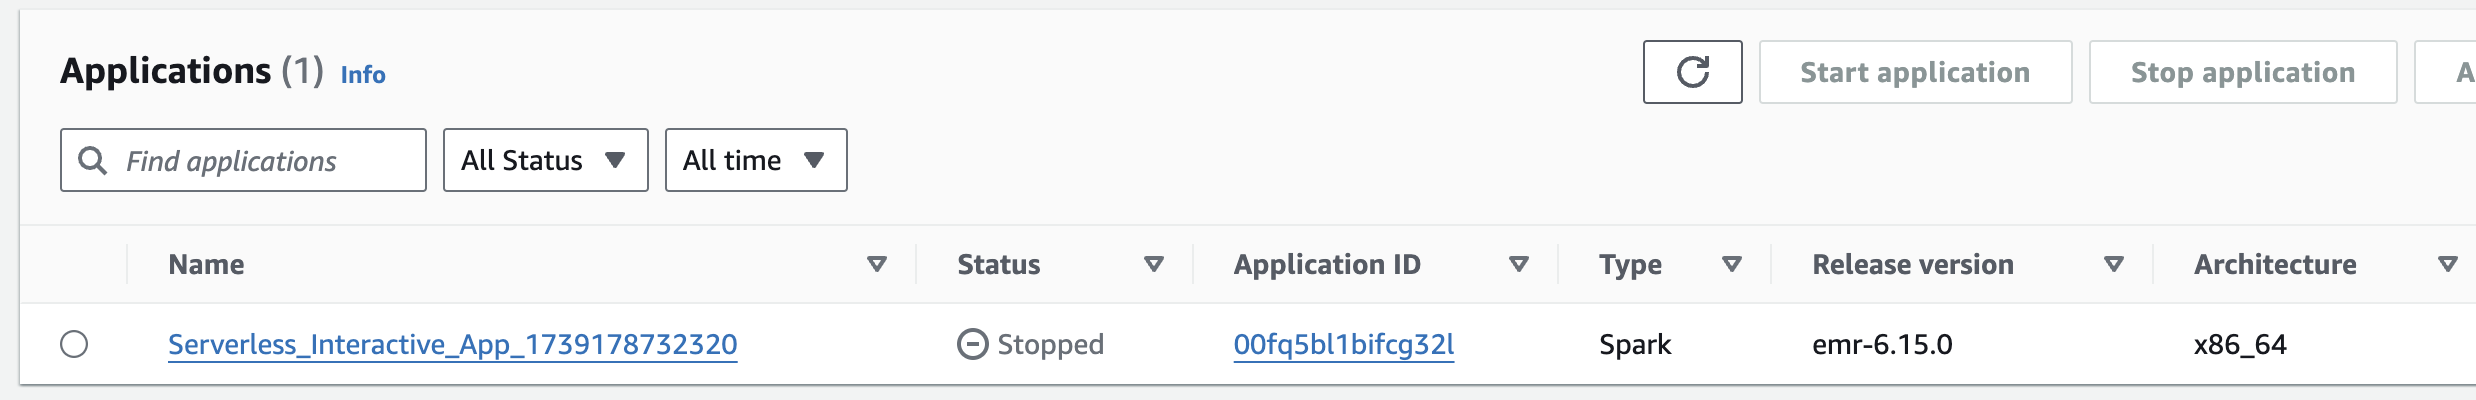 Applications (1) Info
Start application
Stop application
A
Find applications
All Status
All time
Name Status Application ID Type Release version Architecture
Serverless_Interactive_App_1739178732320 Stopped 00fq5bl1bifcg32l Spark emr-6.15.0 x86_64